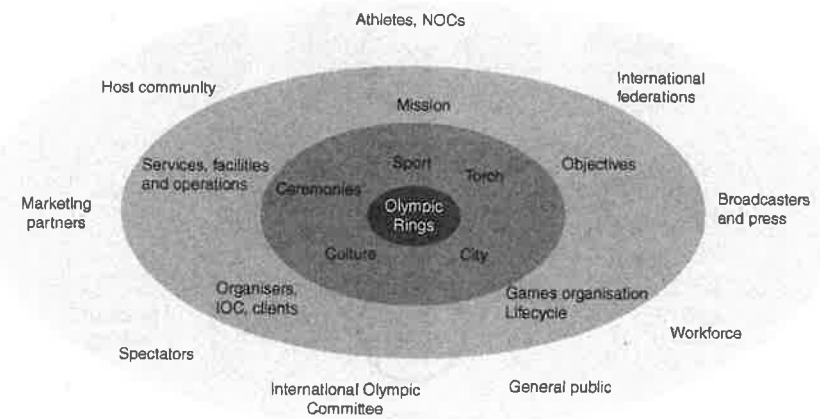 Athletes, NOCs
Host community
International
federations
Mission
Services, facilities
and operations
Sport
Torch
Objectives
Ceremonies
Marketing
partners
Olympic
Rings
Broadcasters
and press
Culture
City
Organisers,
IOC, clients
Games organisation
Lifecycle
Workforce
Spectators
International Olympic
Committee
General public